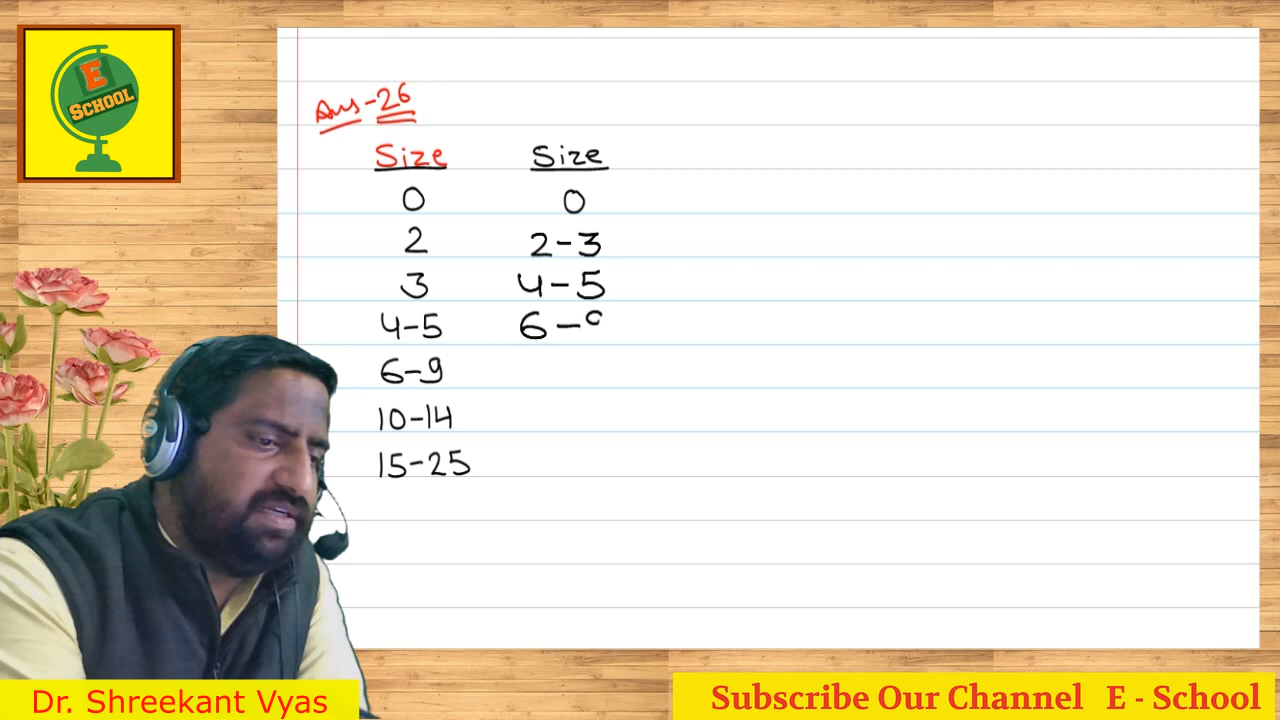 E
SCHOOL
Ans-26
Size Size
0 0
2 2-3
3 4-5
4-5 6-
6-9
10-14
15-25
Dr. Shreekant Vyas
Subscribe Our Channel E - School